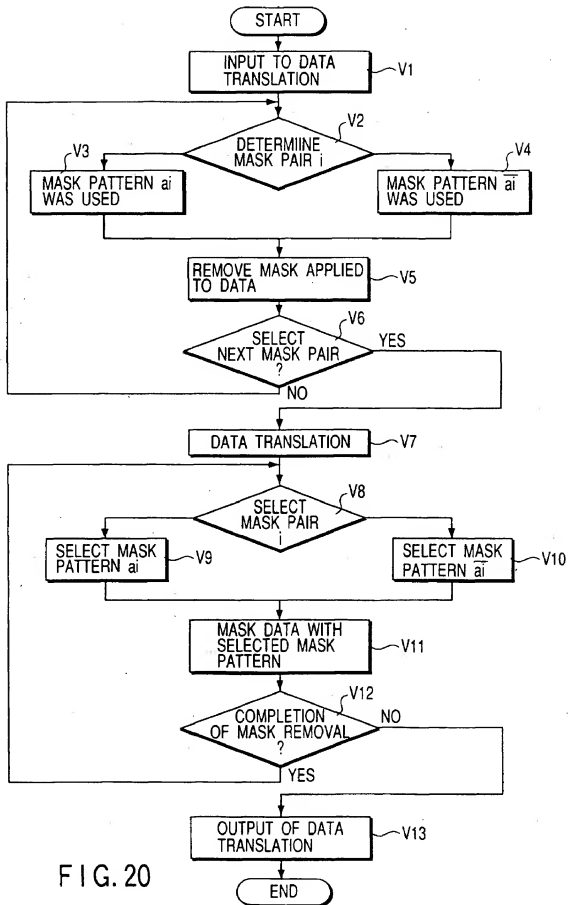 START
INPUT TO DATA
TRANSLATION
V1
V2
DETERMIINE
MASK PAIR i
V3
MASK PATTERN ai
WAS USED
V4
MASK PATTERN a̅i̅
WAS USED
REMOVE MASK APPLIED
TO DATA
V5
V6
SELECT
NEXT MASK PAIR
?
YES
NO
DATA TRANSLATION
V7
V8
SELECT
MASK PAIR
i
SELECT MASK
PATTERN ai
V9
SELECT MASK
PATTERN a̅i̅
V10
MASK DATA WITH
SELECTED MASK
PATTERN
V11
V12
COMPLETION
OF MASK REMOVAL
?
NO
YES
OUTPUT OF DATA
TRANSLATION
V13
FIG. 20
END